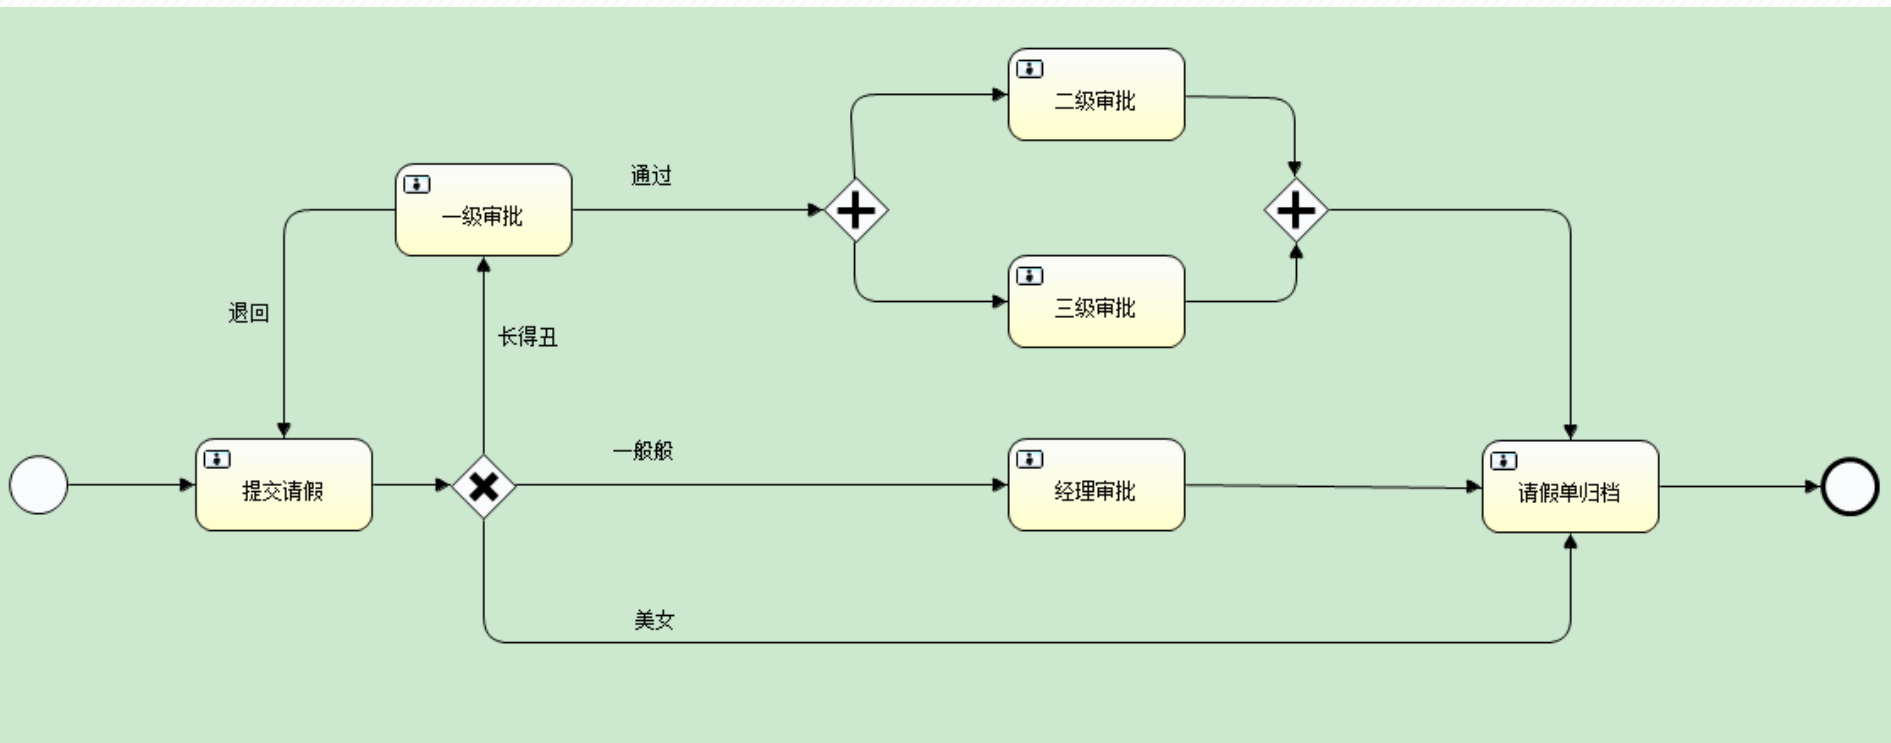 二级审批
通过
一级审批
三级审批
退回
长得丑
一般般
提交请假
经理审批
请假单归档
美女